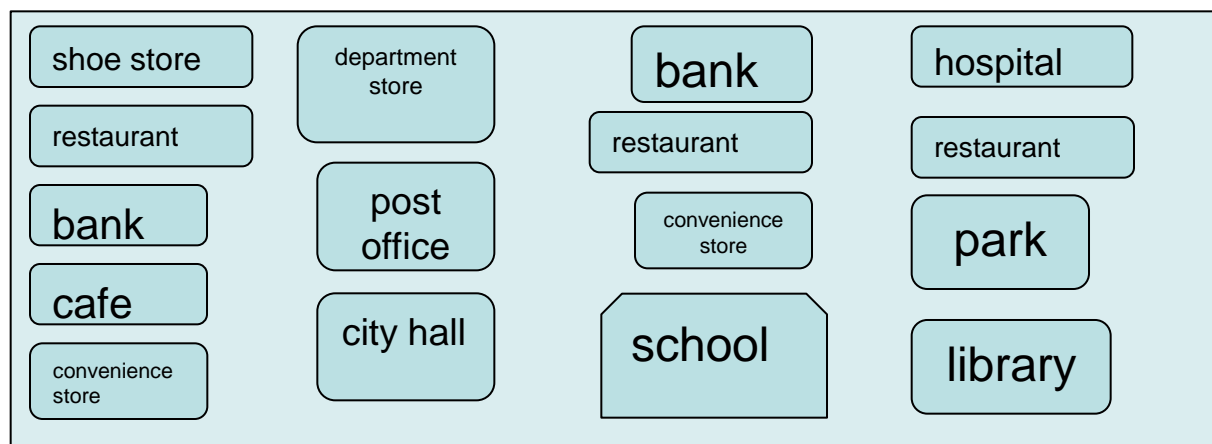 shoe store
restaurant
bank
cafe
convenience
store
department
store
post
office
city hall
bank
restaurant
convenience
store
school
hospital
restaurant
park
library